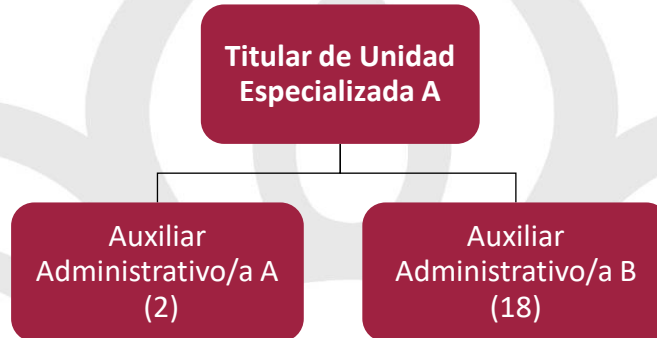 Titular de Unidad
Especializada A
Auxiliar
Administrativo/a A
(2)
Auxiliar
Administrativo/a B
(18)